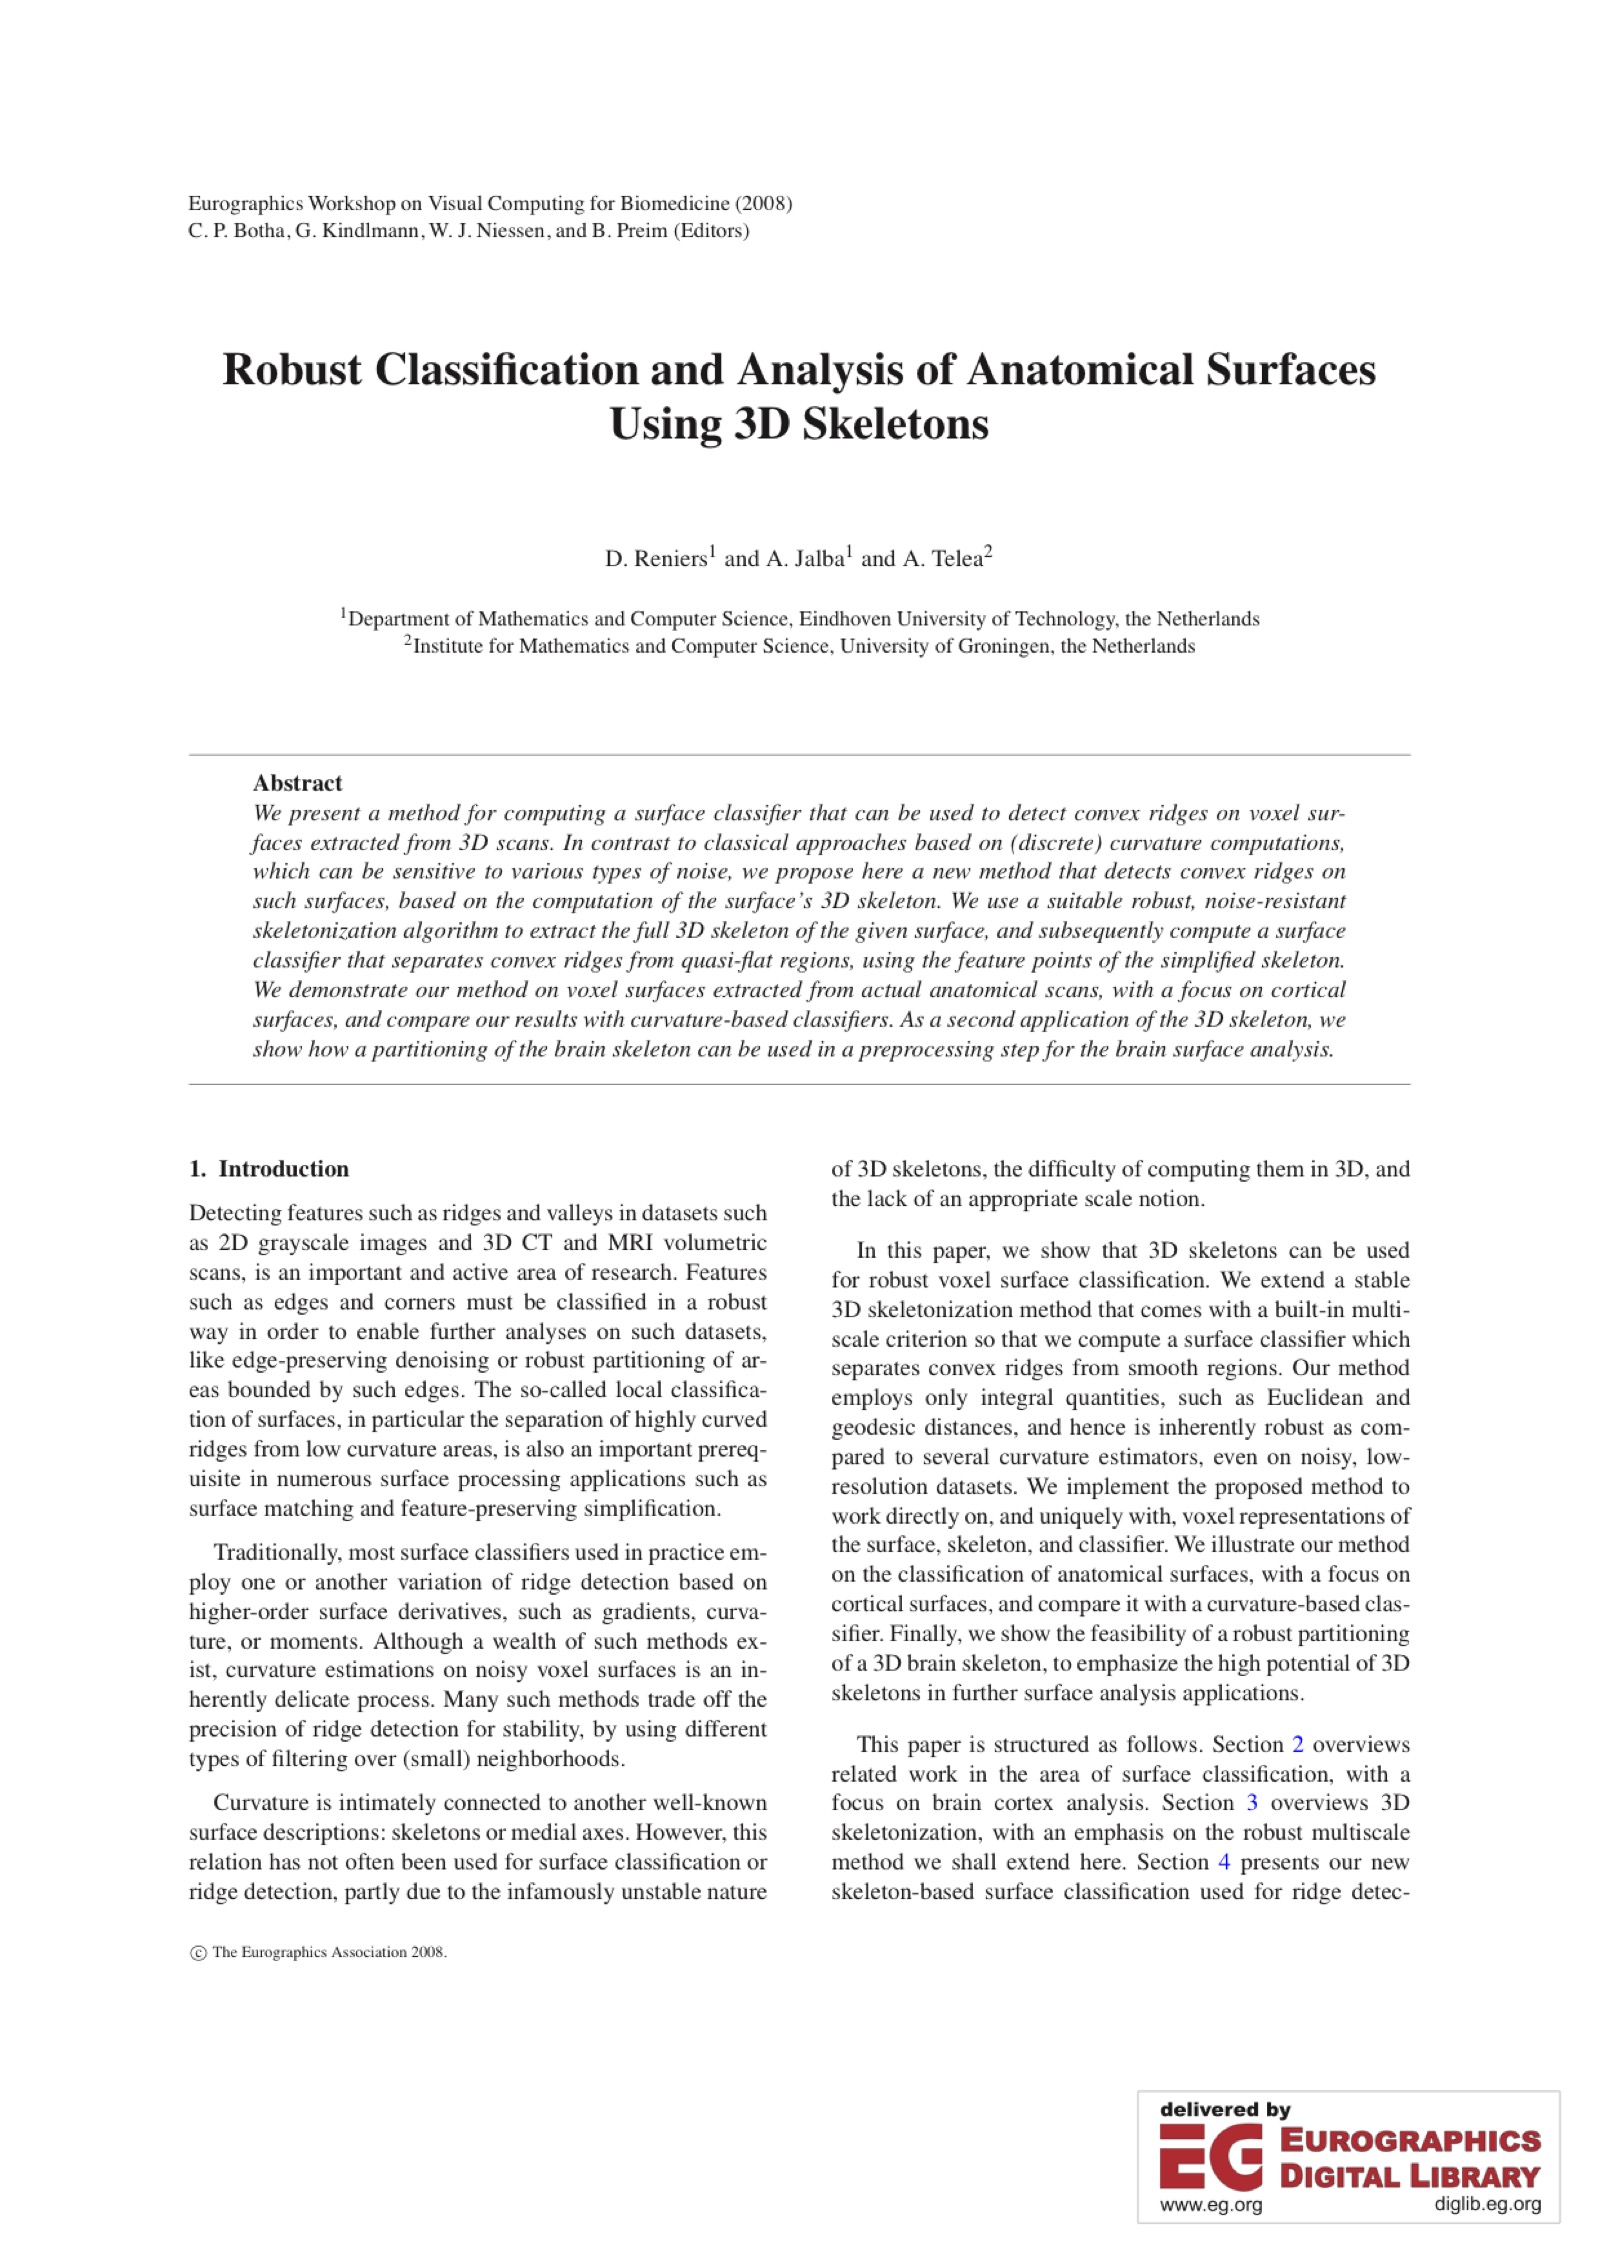 Eurographics Workshop on Visual Computing for Biomedicine (2008)
C. P. Botha, G. Kindlmann, W. J. Niessen, and B. Preim (Editors)
Robust Classification and Analysis of Anatomical Surfaces
Using 3D Skeletons
D. Reniers1 and A. Jalba1 and A. Telea2
1Department of Mathematics and Computer Science, Eindhoven University of Technology, the Netherlands
2Institute for Mathematics and Computer Science, University of Groningen, the Netherlands
Abstract
We present a method for computing a surface classifier that can be used to detect convex ridges on voxel sur-
faces extracted from 3D scans. In contrast to classical approaches based on (discrete) curvature computations,
which can be sensitive to various types of noise, we propose here a new method that detects convex ridges on
such surfaces, based on the computation of the surface's 3D skeleton. We use a suitable robust, noise-resistant
skeletonization algorithm to extract the full 3D skeleton of the given surface, and subsequently compute a surface
classifier that separates convex ridges from quasi-flat regions, using the feature points of the simplified skeleton.
We demonstrate our method on voxel surfaces extracted from actual anatomical scans, with a focus on cortical
surfaces, and compare our results with curvature-based classifiers. As a second application of the 3D skeleton, we
show how a partitioning of the brain skeleton can be used in a preprocessing step for the brain surface analysis.
1. Introduction
Detecting features such as ridges and valleys in datasets such
as 2D grayscale images and 3D CT and MRI volumetric
scans, is an important and active area of research. Features
such as edges and corners must be classified in a robust
way in order to enable further analyses on such datasets,
like edge-preserving denoising or robust partitioning of ar-
eas bounded by such edges. The so-called local classifica-
tion of surfaces, in particular the separation of highly curved
ridges from low curvature areas, is also an important prereq-
uisite in numerous surface processing applications such as
surface matching and feature-preserving simplification.
Traditionally, most surface classifiers used in practice em-
ploy one or another variation of ridge detection based on
higher-order surface derivatives, such as gradients, curva-
ture, or moments. Although a wealth of such methods ex-
ist, curvature estimations on noisy voxel surfaces is an in-
herently delicate process. Many such methods trade off the
precision of ridge detection for stability, by using different
types of filtering over (small) neighborhoods.
Curvature is intimately connected to another well-known
surface descriptions: skeletons or medial axes. However, this
relation has not often been used for surface classification or
ridge detection, partly due to the infamously unstable nature
of 3D skeletons, the difficulty of computing them in 3D, and
the lack of an appropriate scale notion.
In this paper, we show that 3D skeletons can be used
for robust voxel surface classification. We extend a stable
3D skeletonization method that comes with a built-in multi-
scale criterion so that we compute a surface classifier which
separates convex ridges from smooth regions. Our method
employs only integral quantities, such as Euclidean and
geodesic distances, and hence is inherently robust as com-
pared to several curvature estimators, even on noisy, low-
resolution datasets. We implement the proposed method to
work directly on, and uniquely with, voxel representations of
the surface, skeleton, and classifier. We illustrate our method
on the classification of anatomical surfaces, with a focus on
cortical surfaces, and compare it with a curvature-based clas-
sifier. Finally, we show the feasibility of a robust partitioning
of a 3D brain skeleton, to emphasize the high potential of 3D
skeletons in further surface analysis applications.
This paper is structured as follows. Section 2 overviews
related work in the area of surface classification, with a
focus on brain cortex analysis. Section 3 overviews 3D
skeletonization, with an emphasis on the robust multiscale
method we shall extend here. Section 4 presents our new
skeleton-based surface classification used for ridge detec-
© The Eurographics Association 2008.
delivered by
EG EUROGRAPHICS
DIGITAL LIBRARY
www.eg.org diglib.eg.org